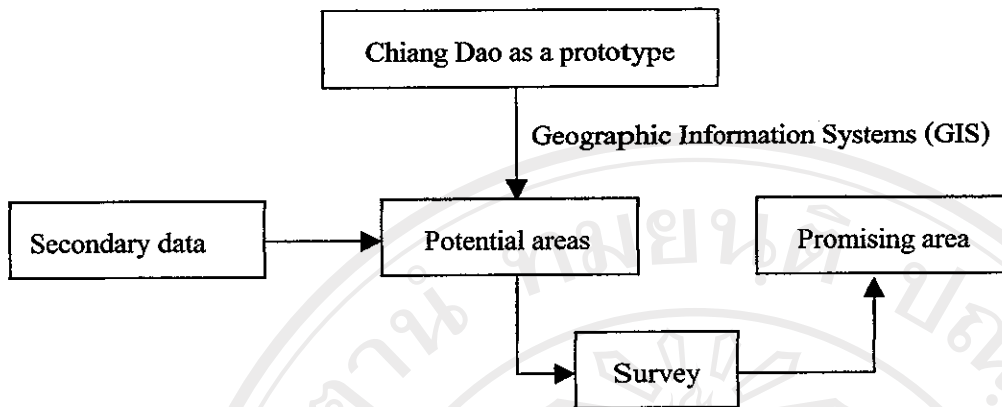 Chiang Dao as a prototype
Geographic Information Systems (GIS)
Secondary data
Potential areas
Promising area
Survey